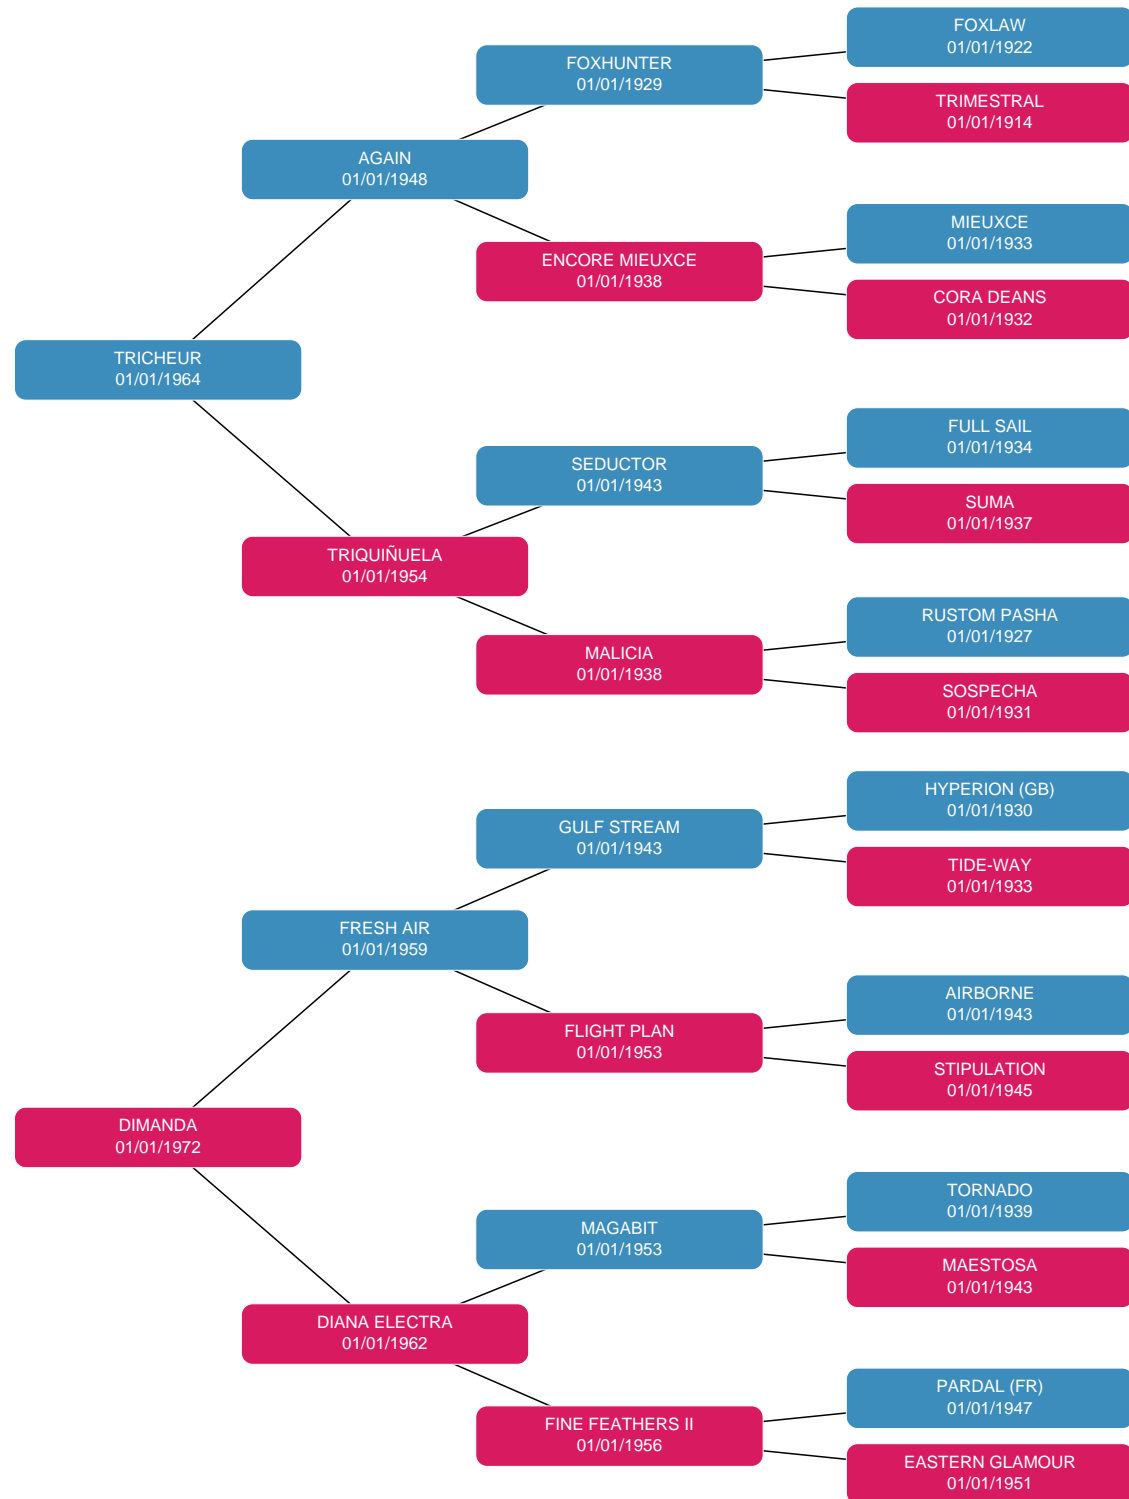 FOXLAW
01/01/1922
FOXHUNTER
01/01/1929
TRIMESTRAL
01/01/1914
AGAIN
01/01/1948
MIEUXCE
01/01/1933
ENCORE MIEUXCE
01/01/1938
CORA DEANS
01/01/1932
TRICHEUR
01/01/1964
FULL SAIL
01/01/1934
SEDUCTOR
01/01/1943
SUMA
01/01/1937
TRIQUIÑUELA
01/01/1954
RUSTOM PASHA
01/01/1927
MALICIA
01/01/1938
SOSPECHA
01/01/1931
HYPERION (GB)
01/01/1930
GULF STREAM
01/01/1943
TIDE-WAY
01/01/1933
FRESH AIR
01/01/1959
AIRBORNE
01/01/1943
FLIGHT PLAN
01/01/1953
STIPULATION
01/01/1945
DIMANDA
01/01/1972
TORNADO
01/01/1939
MAGABIT
01/01/1953
MAESTOSA
01/01/1943
DIANA ELECTRA
01/01/1962
PARDAL (FR)
01/01/1947
FINE FEATHERS II
01/01/1956
EASTERN GLAMOUR
01/01/1951